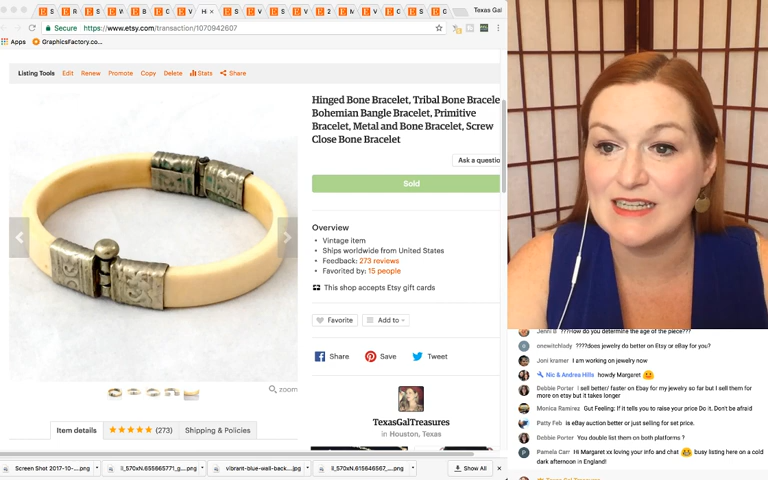 Texas Gal
Secure https://www.etsy.com/transaction/1070942607
Apps GraphicsFactory.co...
Listing Tools Edit Renew Promote Copy Delete Stats Share
Hinged Bone Bracelet, Tribal Bone Bracele
Bohemian Bangle Bracelet, Primitive
Bracelet, Metal and Bone Bracelet, Screw
Close Bone Bracelet
Ask a questio
Sold
Overview
• Vintage item
• Ships worldwide from United States
• Feedback: 273 reviews
• Favorited by: 15 people
This shop accepts Etsy gift cards
Favorite Add to
Share Save Tweet
zoom
TexasGalTreasures
in Houston, Texas
Item details (273) Shipping & Policies
Screen Shot 2017-10-....png il_570xN.655665771_g....png vibrant-blue-wall-back....jpg il_570xN.615646567_....png Show All
Jenni B ???How do you determine the age of the piece???
onewitchlady ????does jewelry do better on Etsy or eBay for you?
Joni kramer I am working on jewelry now
Nic & Andrea Hills howdy Margaret
Debbie Porter I sell better/ faster on Ebay for my jewelry so far but I sell them for
more on etsy but it takes longer
Monica Ramirez Gut Feeling: If it tells you to raise your price Do it. Don't be afraid
Patty Feb is eBay auction better or just selling for set price.
Debbie Porter You double list them on both platforms ?
Pamela Carr Hi Margaret xx loving your info and chat busy listing here on a cold
dark afternoon in England!